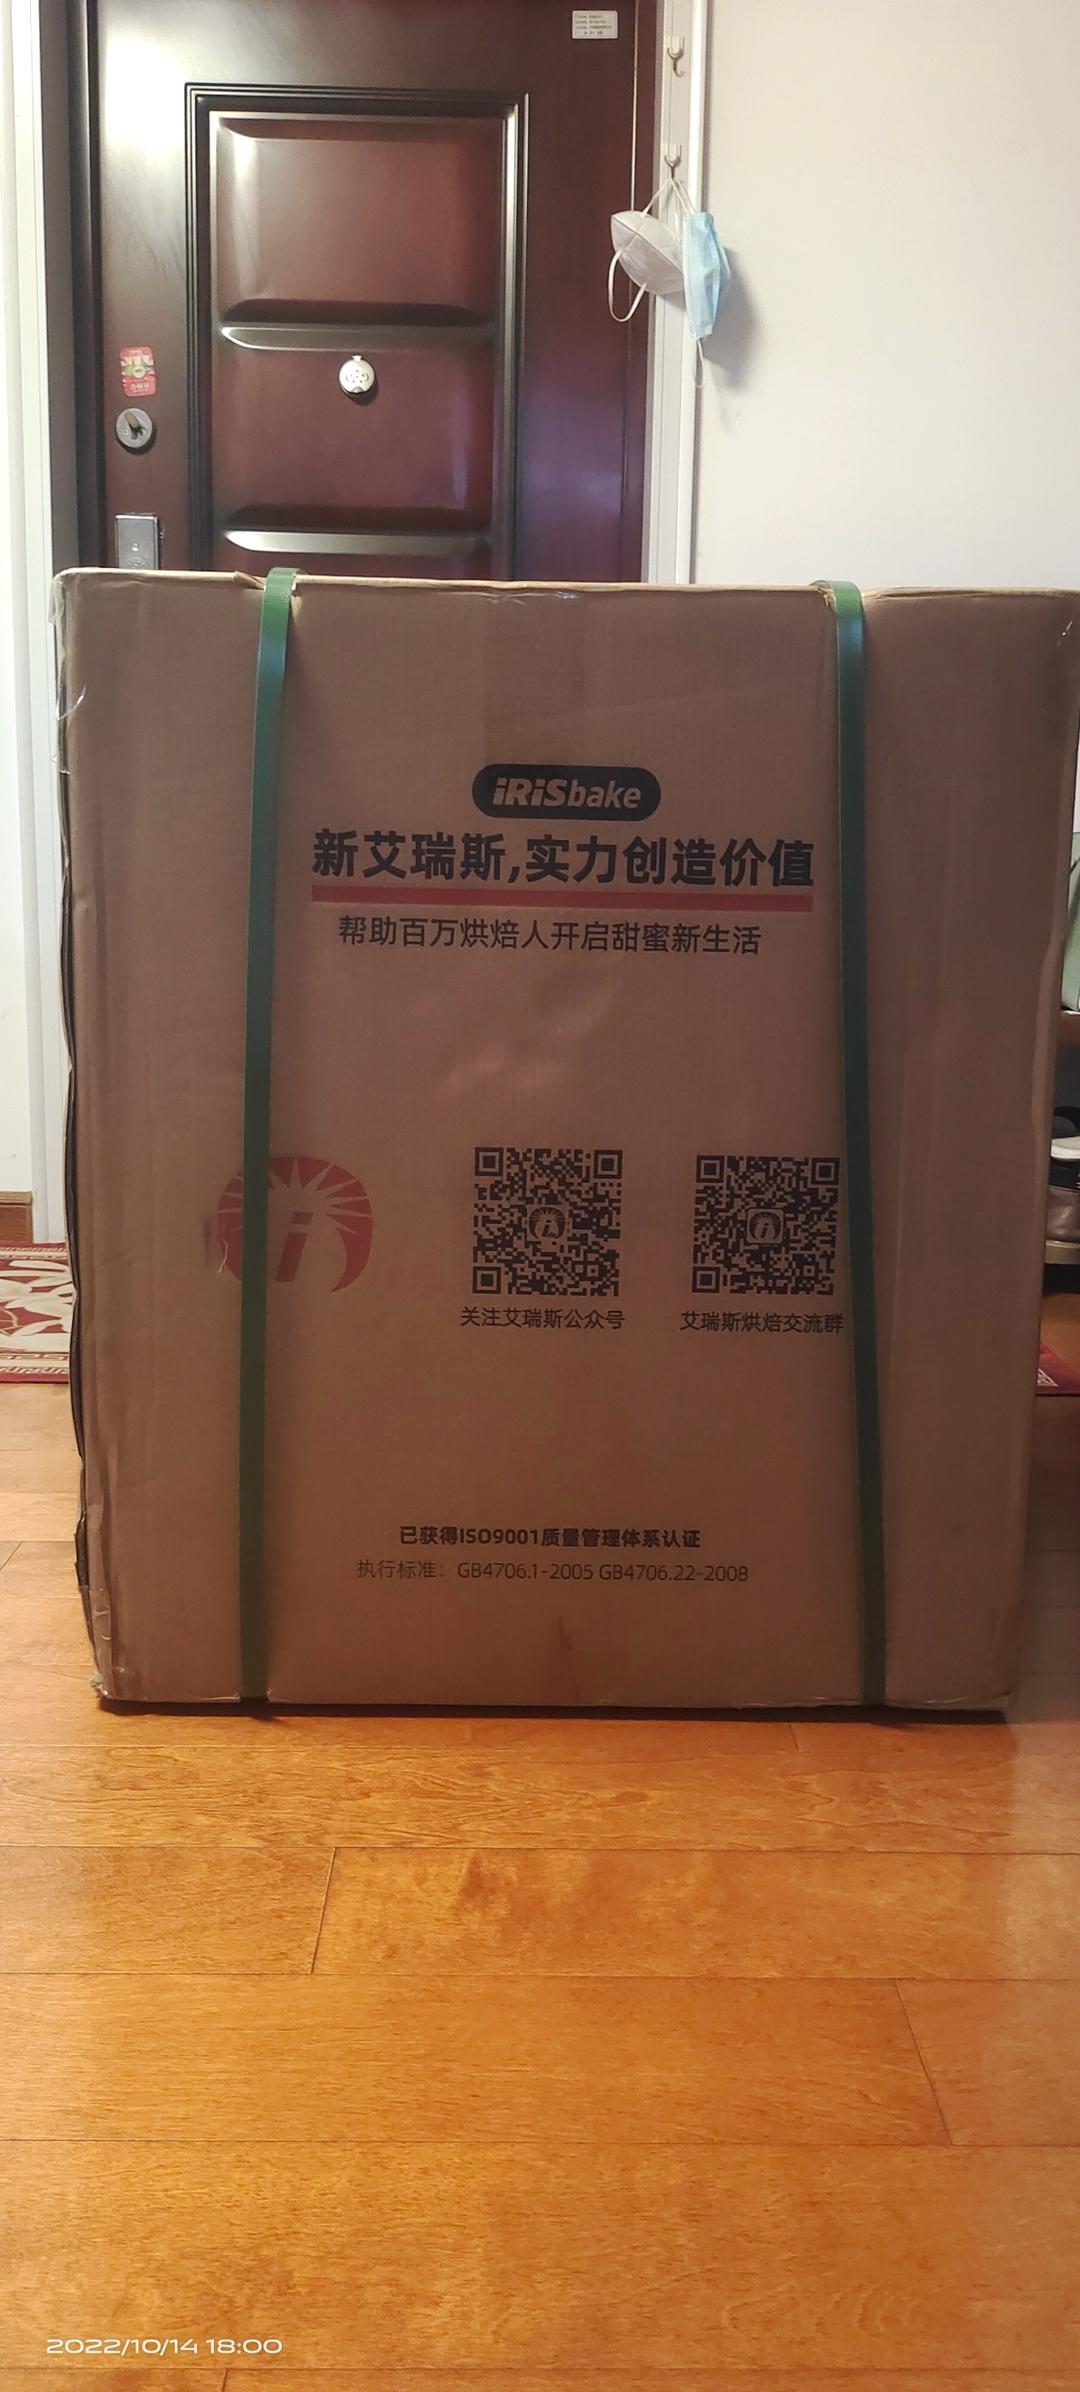 iRiSbake
新艾瑞斯,实力创造价值
帮助百万烘焙人开启甜蜜新生活
关注艾瑞斯公众号
艾瑞斯烘焙交流群
已获得ISO9001质量管理体系认证
执行标准：GB4706.1-2005 GB4706.22-2008
2022/10/14 18:00